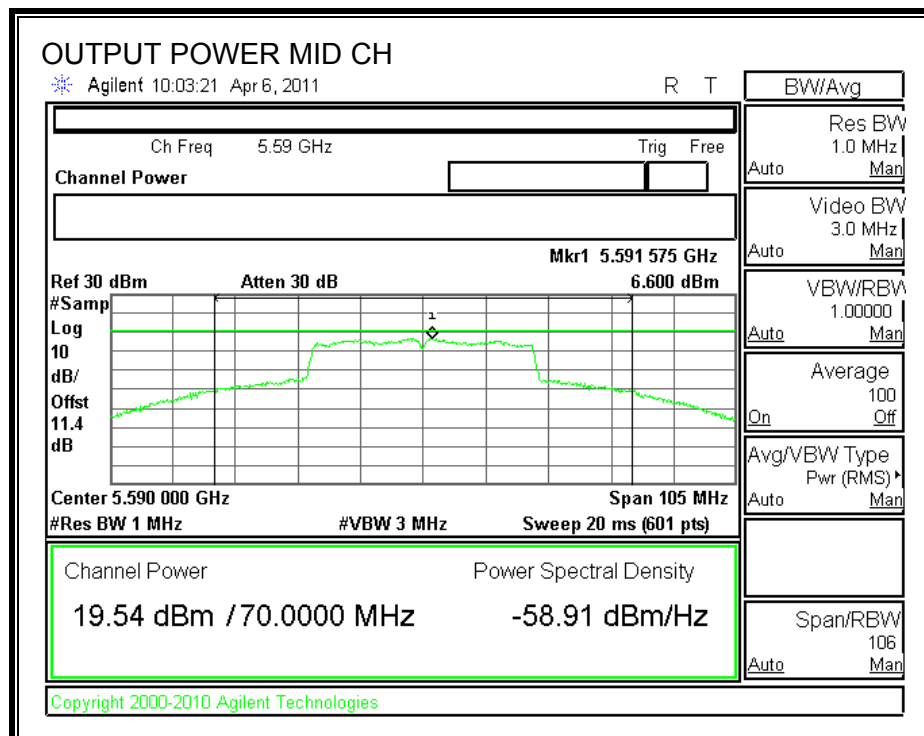 OUTPUT POWER MID CH
Agilent 10:03:21 Apr 6, 2011 R T
Ch Freq 5.59 GHz Trig Free
Channel Power
Mkr1 5.591 575 GHz
Ref 30 dBm Atten 30 dB 6.600 dBm
#Samp
Log
10
dB/
Offst
11.4
dB
1
Center 5.590 000 GHz Span 105 MHz
#Res BW 1 MHz #VBW 3 MHz Sweep 20 ms (601 pts)
Channel Power Power Spectral Density
19.54 dBm / 70.0000 MHz -58.91 dBm/Hz
Copyright 2000-2010 Agilent Technologies
BW/Avg
Res BW
1.0 MHz
Auto Man
Video BW
3.0 MHz
Auto Man
VBW/RBW
1.00000
Auto Man
Average
100
On Off
Avg/VBW Type
Pwr (RMS)
Auto Man
Span/RBW
106
Auto Man